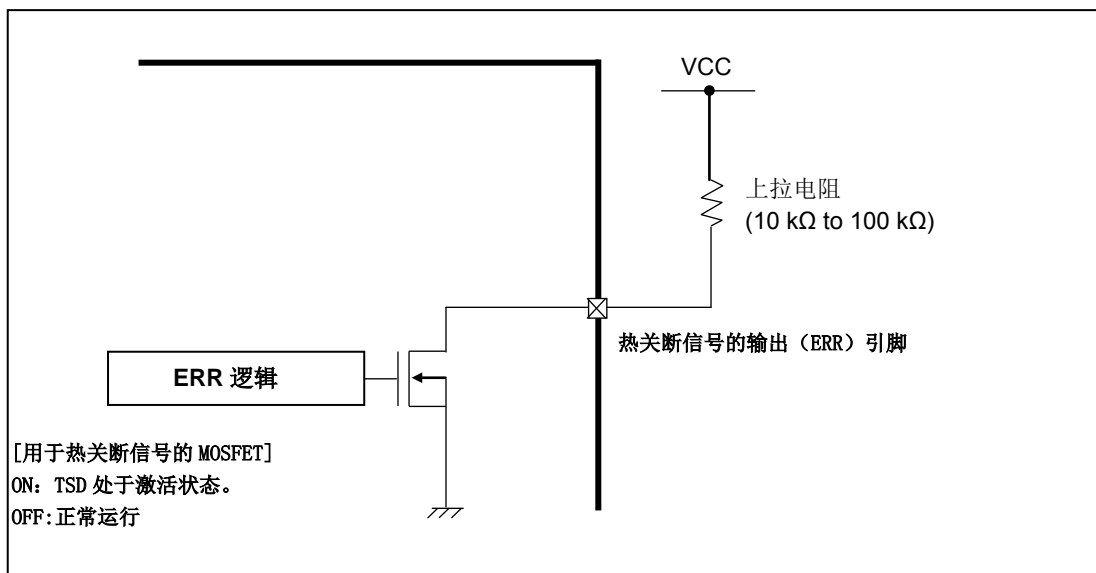 VCC
上拉电阻
(10 kΩ to 100 kΩ)
热关断信号的输出（ERR）引脚
ERR 逻辑
[用于热关断信号的 MOSFET]
ON: TSD 处于激活状态。
OFF:正常运行